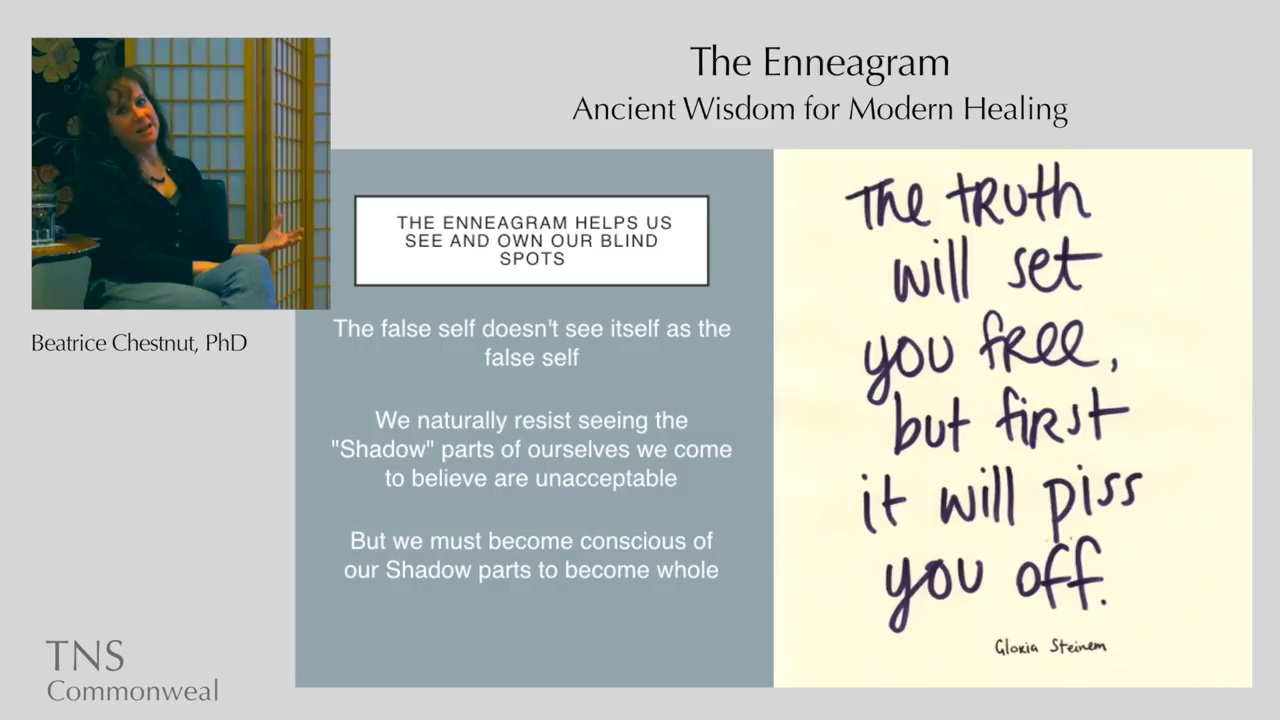 The Enneagram
Ancient Wisdom for Modern Healing
Beatrice Chestnut, PhD
THE ENNEAGRAM HELPS US
SEE AND OWN OUR BLIND
SPOTS
The false self doesn't see itself as the
false self
We naturally resist seeing the
"Shadow" parts of ourselves we come
to believe are unacceptable
But we must become conscious of
our Shadow parts to become whole
The truth
will set
you free,
but first
it will piss
you off.
Gloria Steinem
TNS
Commonweal